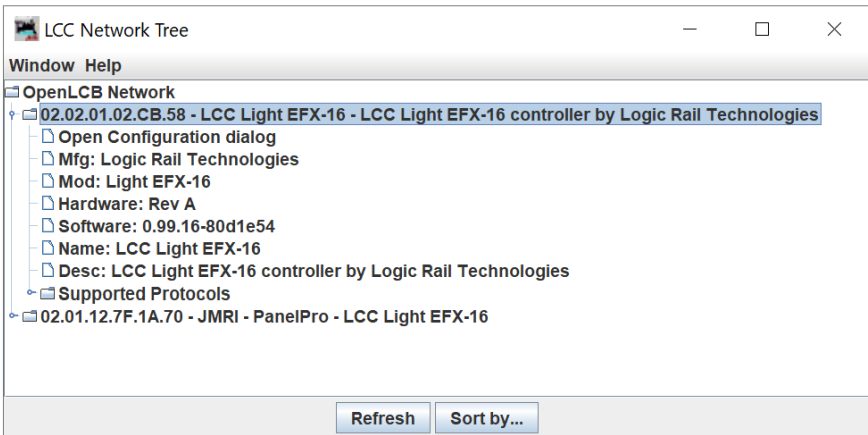 LCC Network Tree
Window Help
OpenLCB Network
02.02.01.02.CB.58 - LCC Light EFX-16 - LCC Light EFX-16 controller by Logic Rail Technologies
Open Configuration dialog
Mfg: Logic Rail Technologies
Mod: Light EFX-16
Hardware: Rev A
Software: 0.99.16-80d1e54
Name: LCC Light EFX-16
Desc: LCC Light EFX-16 controller by Logic Rail Technologies
Supported Protocols
02.01.12.7F.1A.70 - JMRI - PanelPro - LCC Light EFX-16
Refresh Sort by...